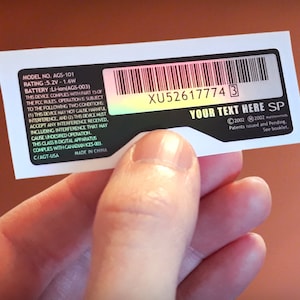 MODEL NO. AGS-101
RATING : 5.2V - 1.6W
BATTERY : Li-ion(AGS-003)
THIS DEVICE COMPLIES WITH PART 15 OF
THE FCC RULES. OPERATION IS SUBJECT
TO THE FOLLOWING TWO CONDITIONS:
(1) THIS DEVICE MAY NOT CAUSE HARMFUL
INTERFERENCE, AND (2) THIS DEVICE MUST
ACCEPT ANY INTERFERENCE RECEIVED,
INCLUDING INTERFERENCE THAT MAY
CAUSE UNDESIRED OPERATION.
THIS CLASS B DIGITAL APPARATUS
COMPLIES WITH CANADIAN ICES-003.
C/AGT-USA MADE IN CHINA
XU52617774 3
YOUR TEXT HERE SP
©2002 Ⓜ2002
Patents issued and Pending.
See booklet.